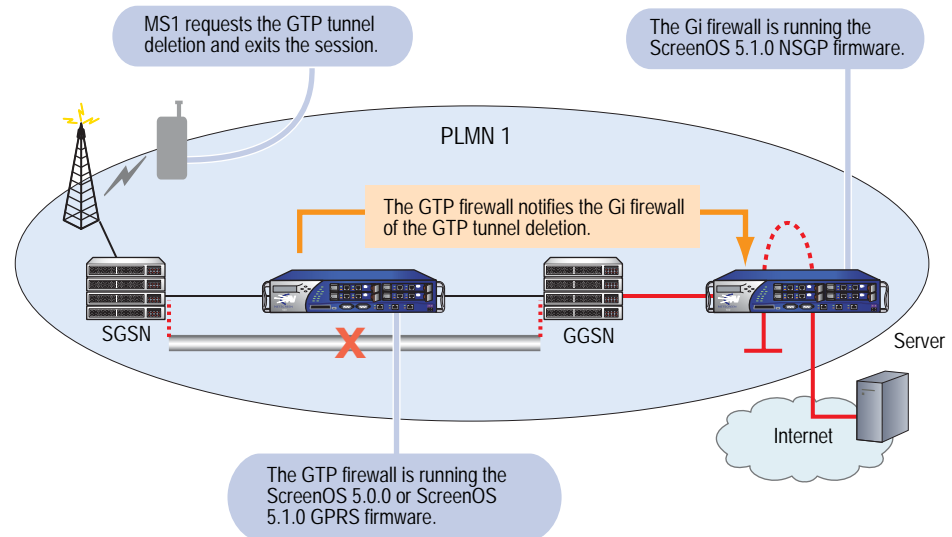 MS1 requests the GTP tunnel
deletion and exits the session.
The Gi firewall is running the
ScreenOS 5.1.0 NSGP firmware.
PLMN 1
The GTP firewall notifies the Gi firewall
of the GTP tunnel deletion.
SGSN
GGSN
Server
Internet
The GTP firewall is running the
ScreenOS 5.0.0 or ScreenOS
5.1.0 GPRS firmware.